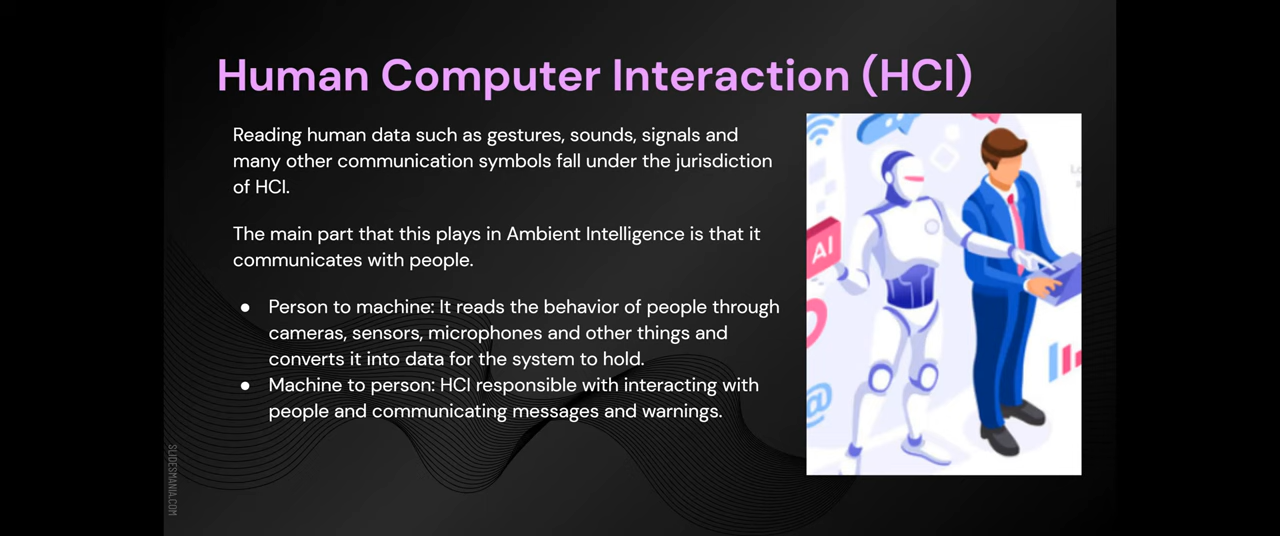 Human Computer Interaction (HCI)
Reading human data such as gestures, sounds, signals and
many other communication symbols fall under the jurisdiction
of HCI.
The main part that this plays in Ambient Intelligence is that it
communicates with people.
● Person to machine: It reads the behavior of people through
cameras, sensors, microphones and other things and
converts it into data for the system to hold.
● Machine to person: HCI responsible with interacting with
people and communicating messages and warnings.
AI
@
SLIDESMANIA.COM